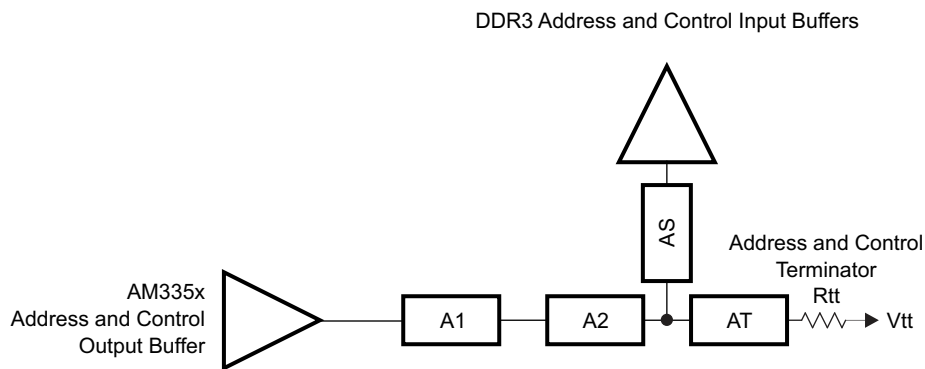 DDR3 Address and Control Input Buffers
AS
Address and Control
Terminator
Rtt
AM335x
Address and Control
Output Buffer
A1
A2
AT
Vtt